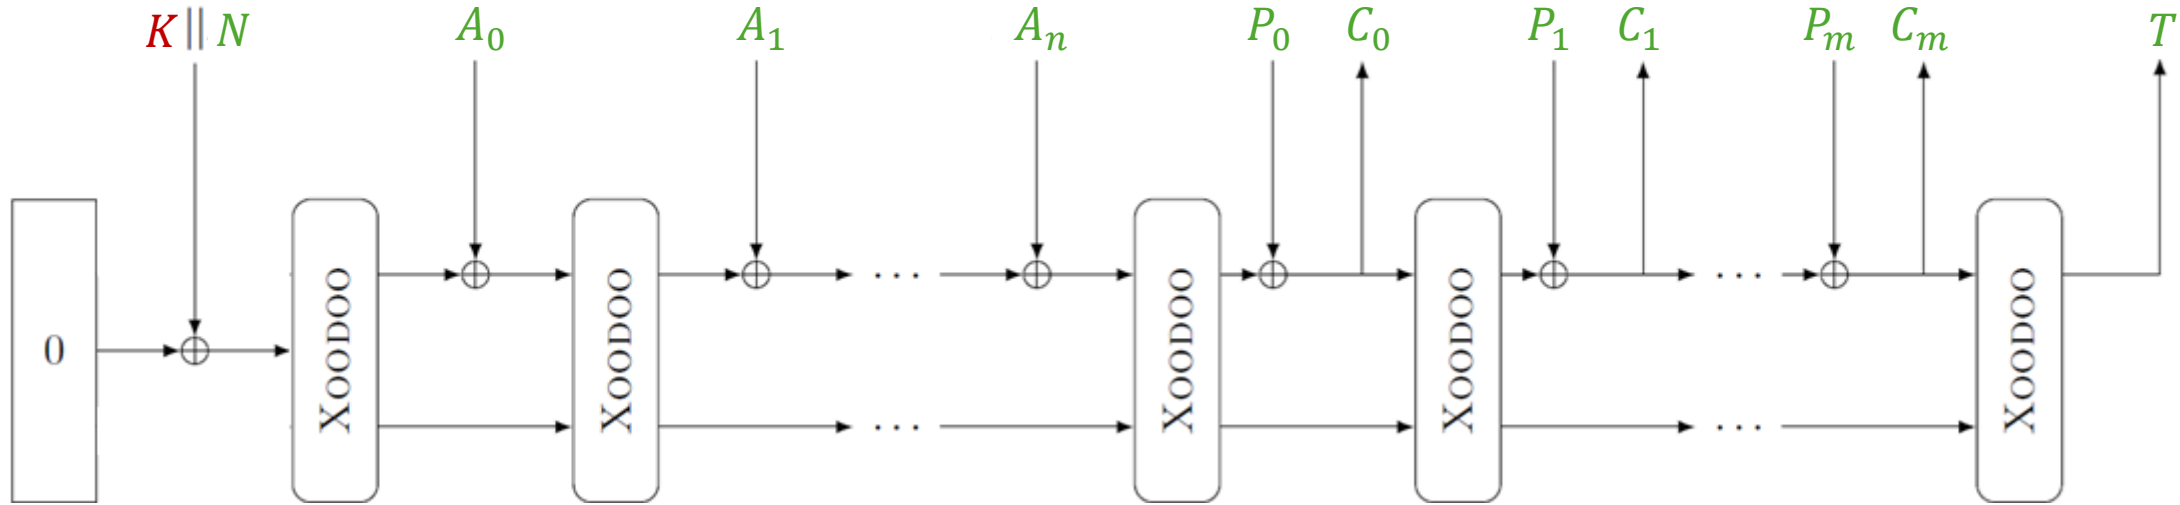 K || N A₀ A₁ Aₙ P₀ C₀ P₁ C₁ Pₘ Cₘ T
0 XOODOO XOODOO ··· XOODOO XOODOO ··· XOODOO
··· ···